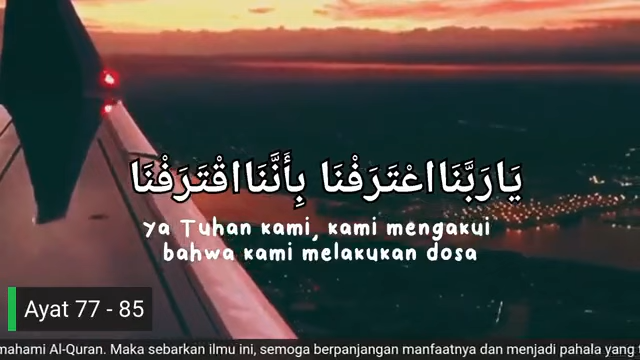 يَارَبَّنَااعْتَرَفْنَا بِأَنَّنَااقْتَرَفْنَا
ya Tuhan kami, kami mengakui
bahwa kami melakukan dosa
Ayat 77 - 85
mahami Al-Quran. Maka sebarkan ilmu ini, semoga berpanjangan manfaatnya dan menjadi pahala yang